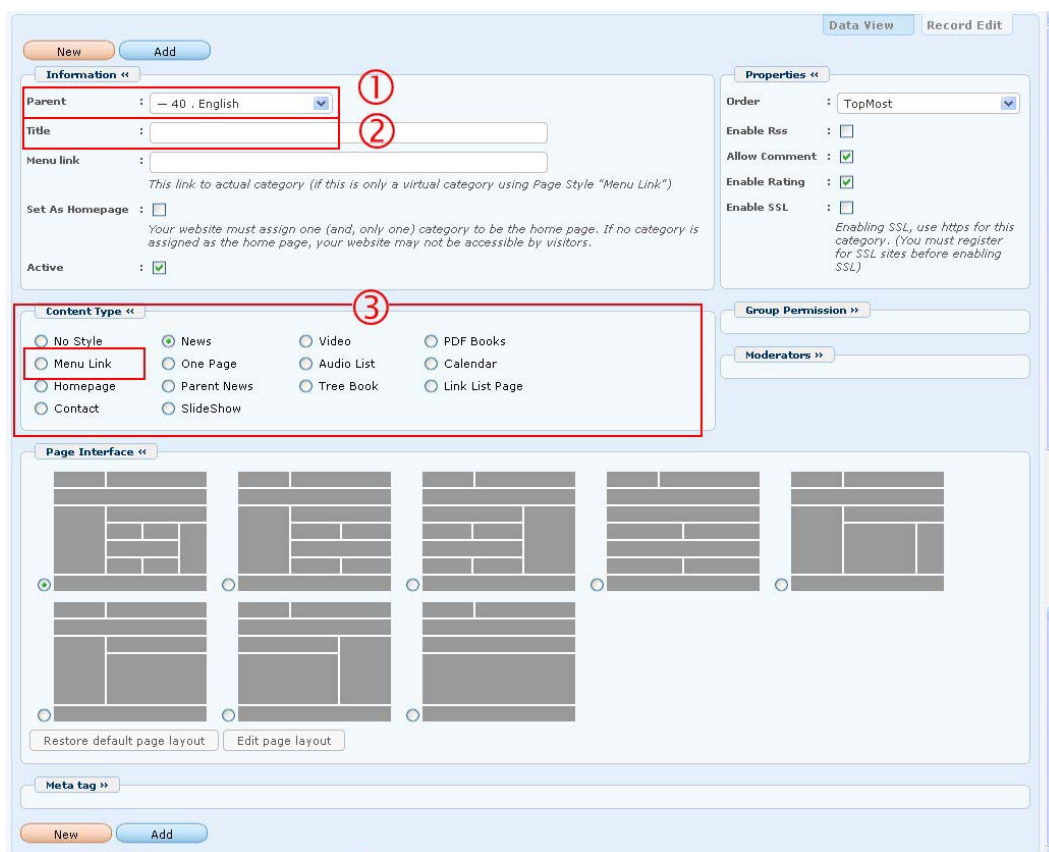 Data View Record Edit
New Add
Information «
Parent : — 40 . English
①
Title :
②
Menu link :
This link to actual category (if this is only a virtual category using Page Style "Menu Link")
Set As Homepage :
Your website must assign one (and, only one) category to be the home page. If no category is
assigned as the home page, your website may not be accessible by visitors.
Active :
Properties «
Order : TopMost
Enable Rss :
Allow Comment :
Enable Rating :
Enable SSL :
Enabling SSL, use https for this
category. (You must register
for SSL sites before enabling
SSL)
Content Type «
③
No Style News Video PDF Books
Menu Link One Page Audio List Calendar
Homepage Parent News Tree Book Link List Page
Contact SlideShow
Group Permission »
Moderators »
Page Interface «
Restore default page layout Edit page layout
Meta tag »
New Add